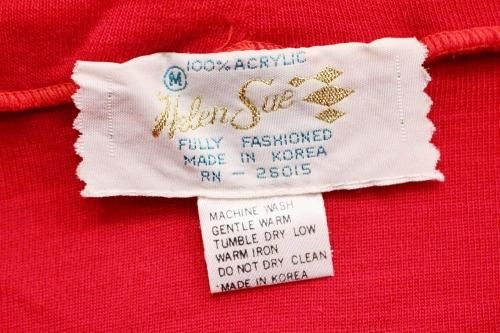 100% ACRYLIC
M
Helen Sue
FULLY FASHIONED
MADE IN KOREA
RN - 26015
MACHINE WASH
GENTLE WARM
TUMBLE DRY LOW
WARM IRON
DO NOT DRY CLEAN
MADE IN KOREA